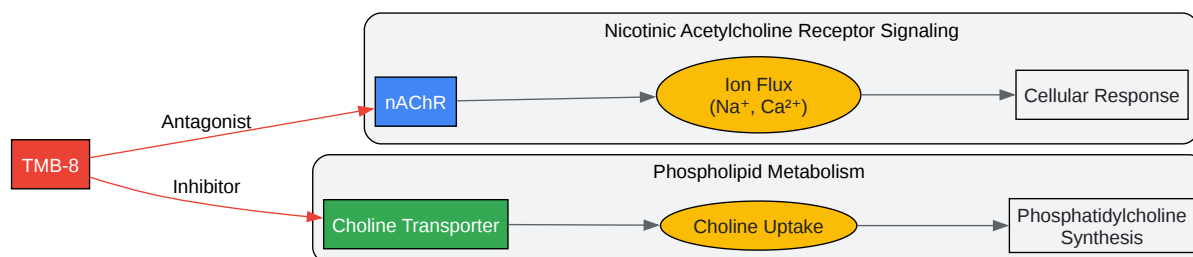 Nicotinic Acetylcholine Receptor Signaling
nAChR
Ion Flux
(Na⁺, Ca²⁺)
Cellular Response
Antagonist
TMB-8
Inhibitor
Phospholipid Metabolism
Choline Transporter
Choline Uptake
Phosphatidylcholine
Synthesis